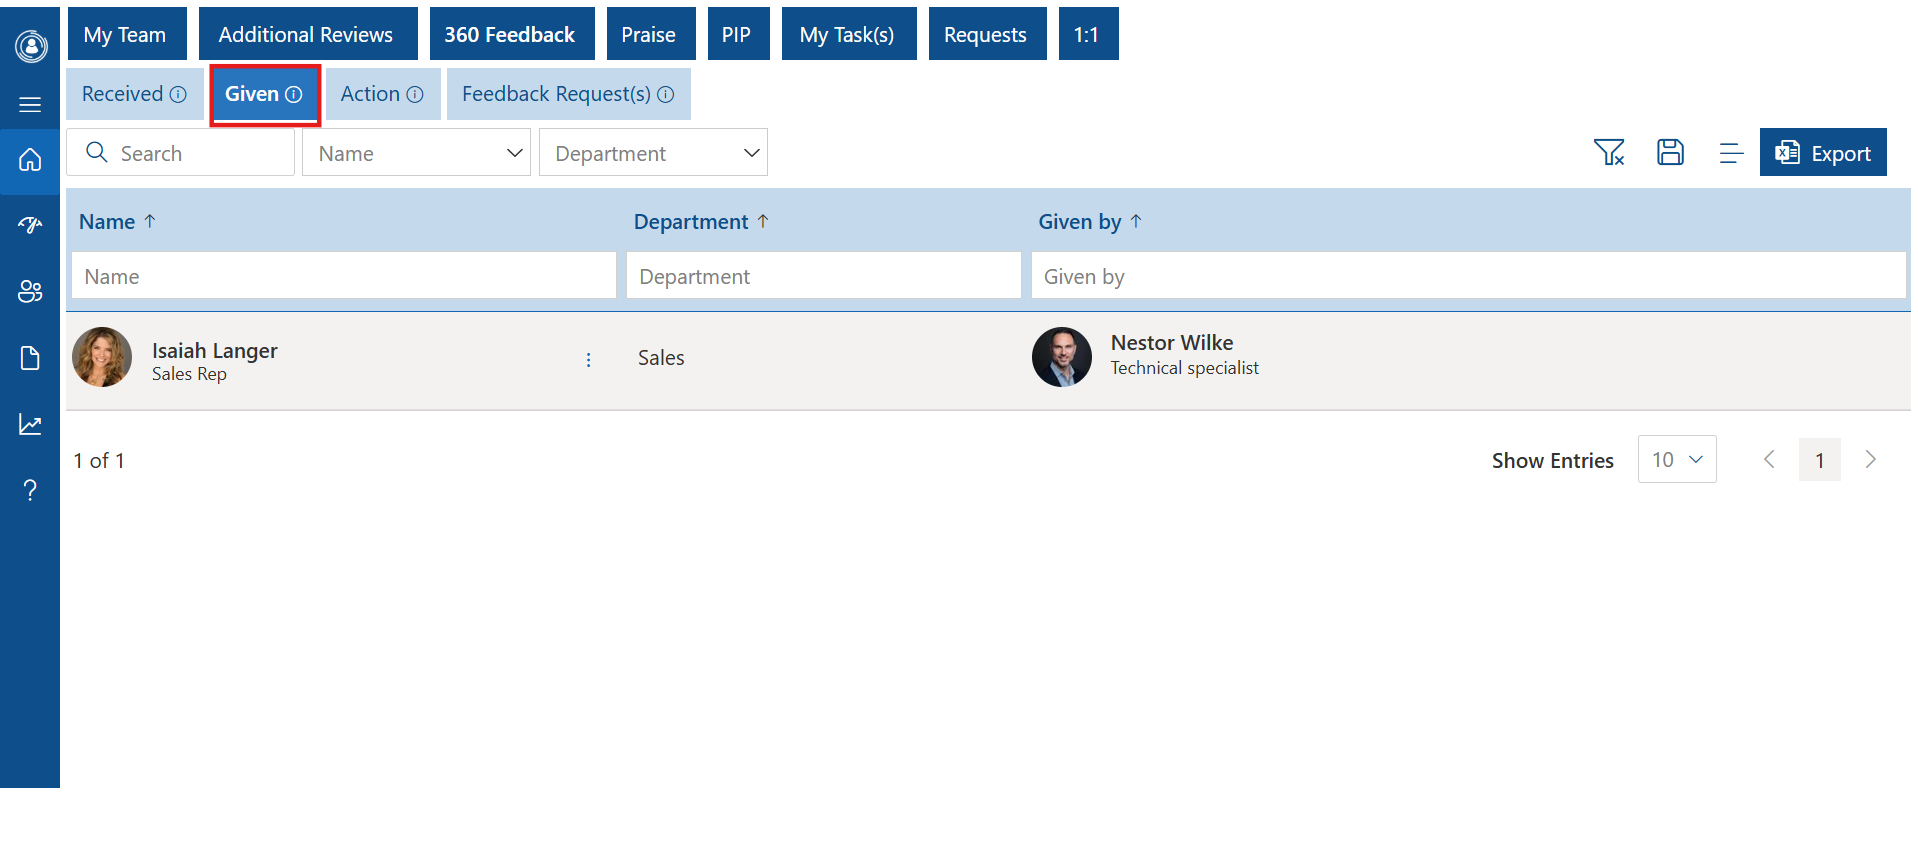 My Team Additional Reviews 360 Feedback Praise PIP My Task(s) Requests 1:1
Received Given Action Feedback Request(s)
Search Name Department Export
Name Department Given by
Name Department Given by
Isaiah Langer Sales Nestor Wilke
Sales Rep Technical specialist
1 of 1 Show Entries 10 1